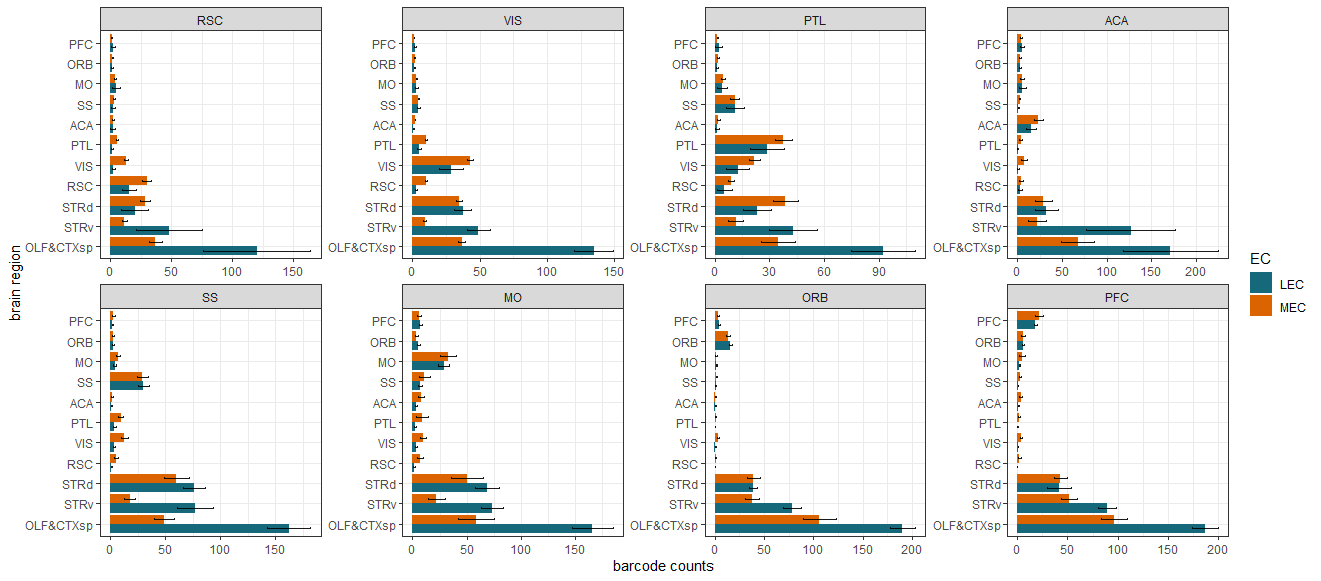 RSC VIS PTL ACA
PFC PFC PFC PFC
ORB ORB ORB ORB
MO MO MO MO
SS SS SS SS
ACA ACA ACA ACA
PTL PTL PTL PTL
VIS VIS VIS VIS
RSC RSC RSC RSC
STRd STRd STRd STRd
STRv STRv STRv STRv
OLF&CTXsp OLF&CTXsp OLF&CTXsp OLF&CTXsp
0 50 100 150 0 50 100 150 0 30 60 90 0 50 100 150 200
brain region
EC
LEC
MEC
SS MO ORB PFC
PFC PFC PFC PFC
ORB ORB ORB ORB
MO MO MO MO
SS SS SS SS
ACA ACA ACA ACA
PTL PTL PTL PTL
VIS VIS VIS VIS
RSC RSC RSC RSC
STRd STRd STRd STRd
STRv STRv STRv STRv
OLF&CTXsp OLF&CTXsp OLF&CTXsp OLF&CTXsp
0 50 100 150 0 50 100 150 0 50 100 150 200 0 50 100 150 200
barcode counts